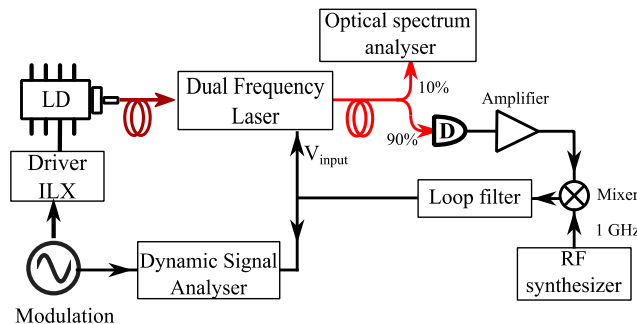 Optical spectrum
analyser
LD
Dual Frequency
Laser
10%
90%
D
Amplifier
Driver
ILX
Vinput
Loop filter
Mixer
1 GHz
RF
synthesizer
Dynamic Signal
Analyser
Modulation